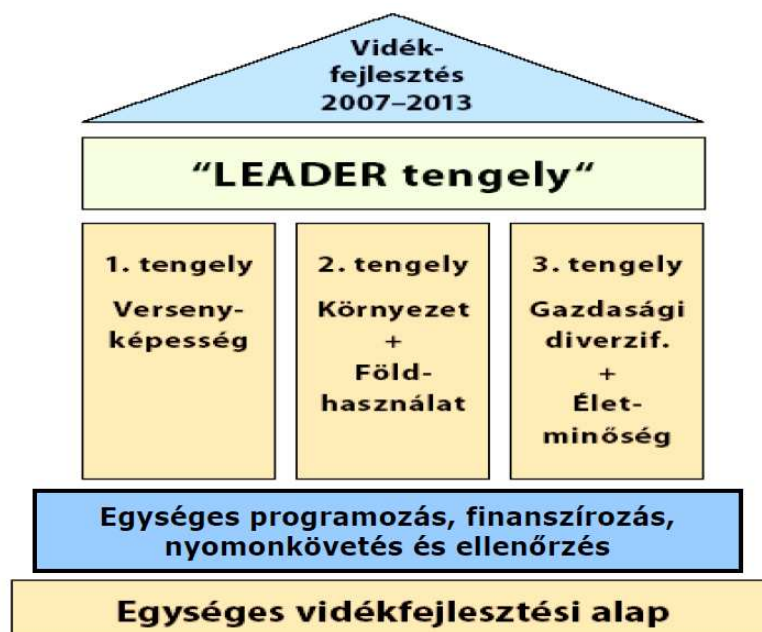 Vidék-
fejlesztés
2007–2013
“LEADER tengely“
1. tengely
Verseny-
képesség
2. tengely
Környezet
+
Föld-
használat
3. tengely
Gazdasági
diverzif.
+
Élet-
minőség
Egységes programozás, finanszírozás,
nyomonkövetés és ellenőrzés
Egységes vidékfejlesztési alap